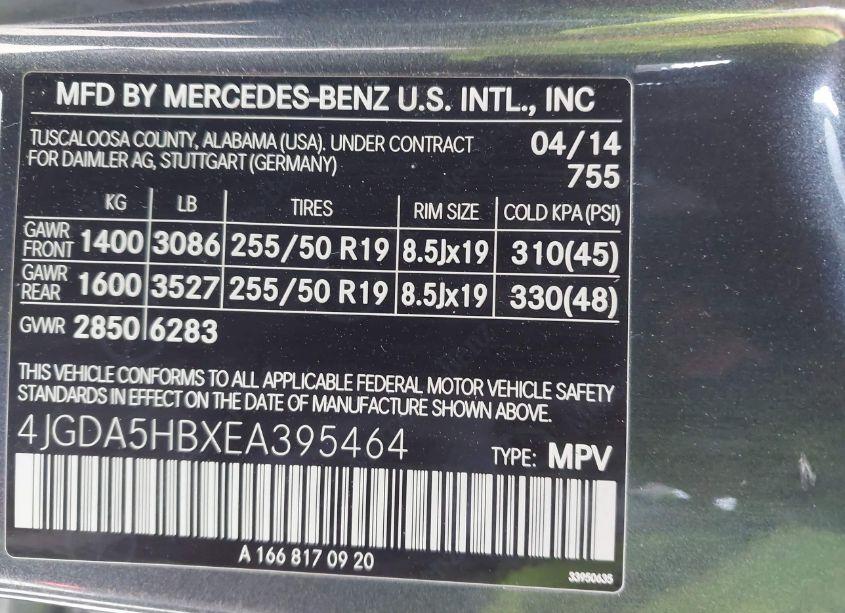 MFD BY MERCEDES-BENZ U.S. INTL., INC
TUSCALOOSA COUNTY, ALABAMA (USA). UNDER CONTRACT 04/14
FOR DAIMLER AG, STUTTGART (GERMANY) 755
KG LB TIRES RIM SIZE COLD KPA (PSI)
GAWR FRONT 1400 3086 255/50 R19 8.5Jx19 310(45)
GAWR REAR 1600 3527 255/50 R19 8.5Jx19 330(48)
GVWR 2850 6283
THIS VEHICLE CONFORMS TO ALL APPLICABLE FEDERAL MOTOR VEHICLE SAFETY
STANDARDS IN EFFECT ON THE DATE OF MANUFACTURE SHOWN ABOVE.
4JGDA5HBXEA395464 TYPE: MPV
A 166 817 09 20
33950635